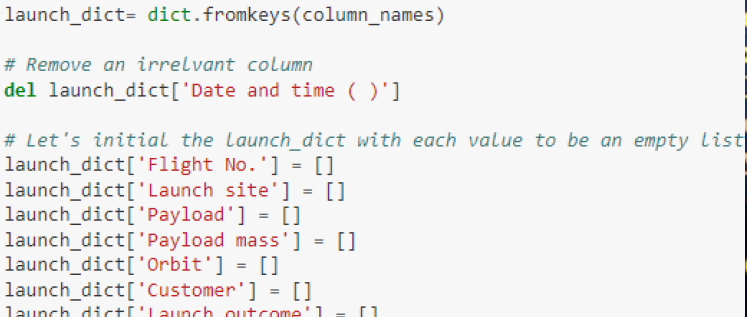 launch_dict= dict.fromkeys(column_names)
# Remove an irrelvant column
del launch_dict['Date and time ( )']
# Let's initial the launch_dict with each value to be an empty list
launch_dict['Flight No.'] = []
launch_dict['Launch site'] = []
launch_dict['Payload'] = []
launch_dict['Payload mass'] = []
launch_dict['Orbit'] = []
launch_dict['Customer'] = []
launch_dict['Launch outcome'] = []